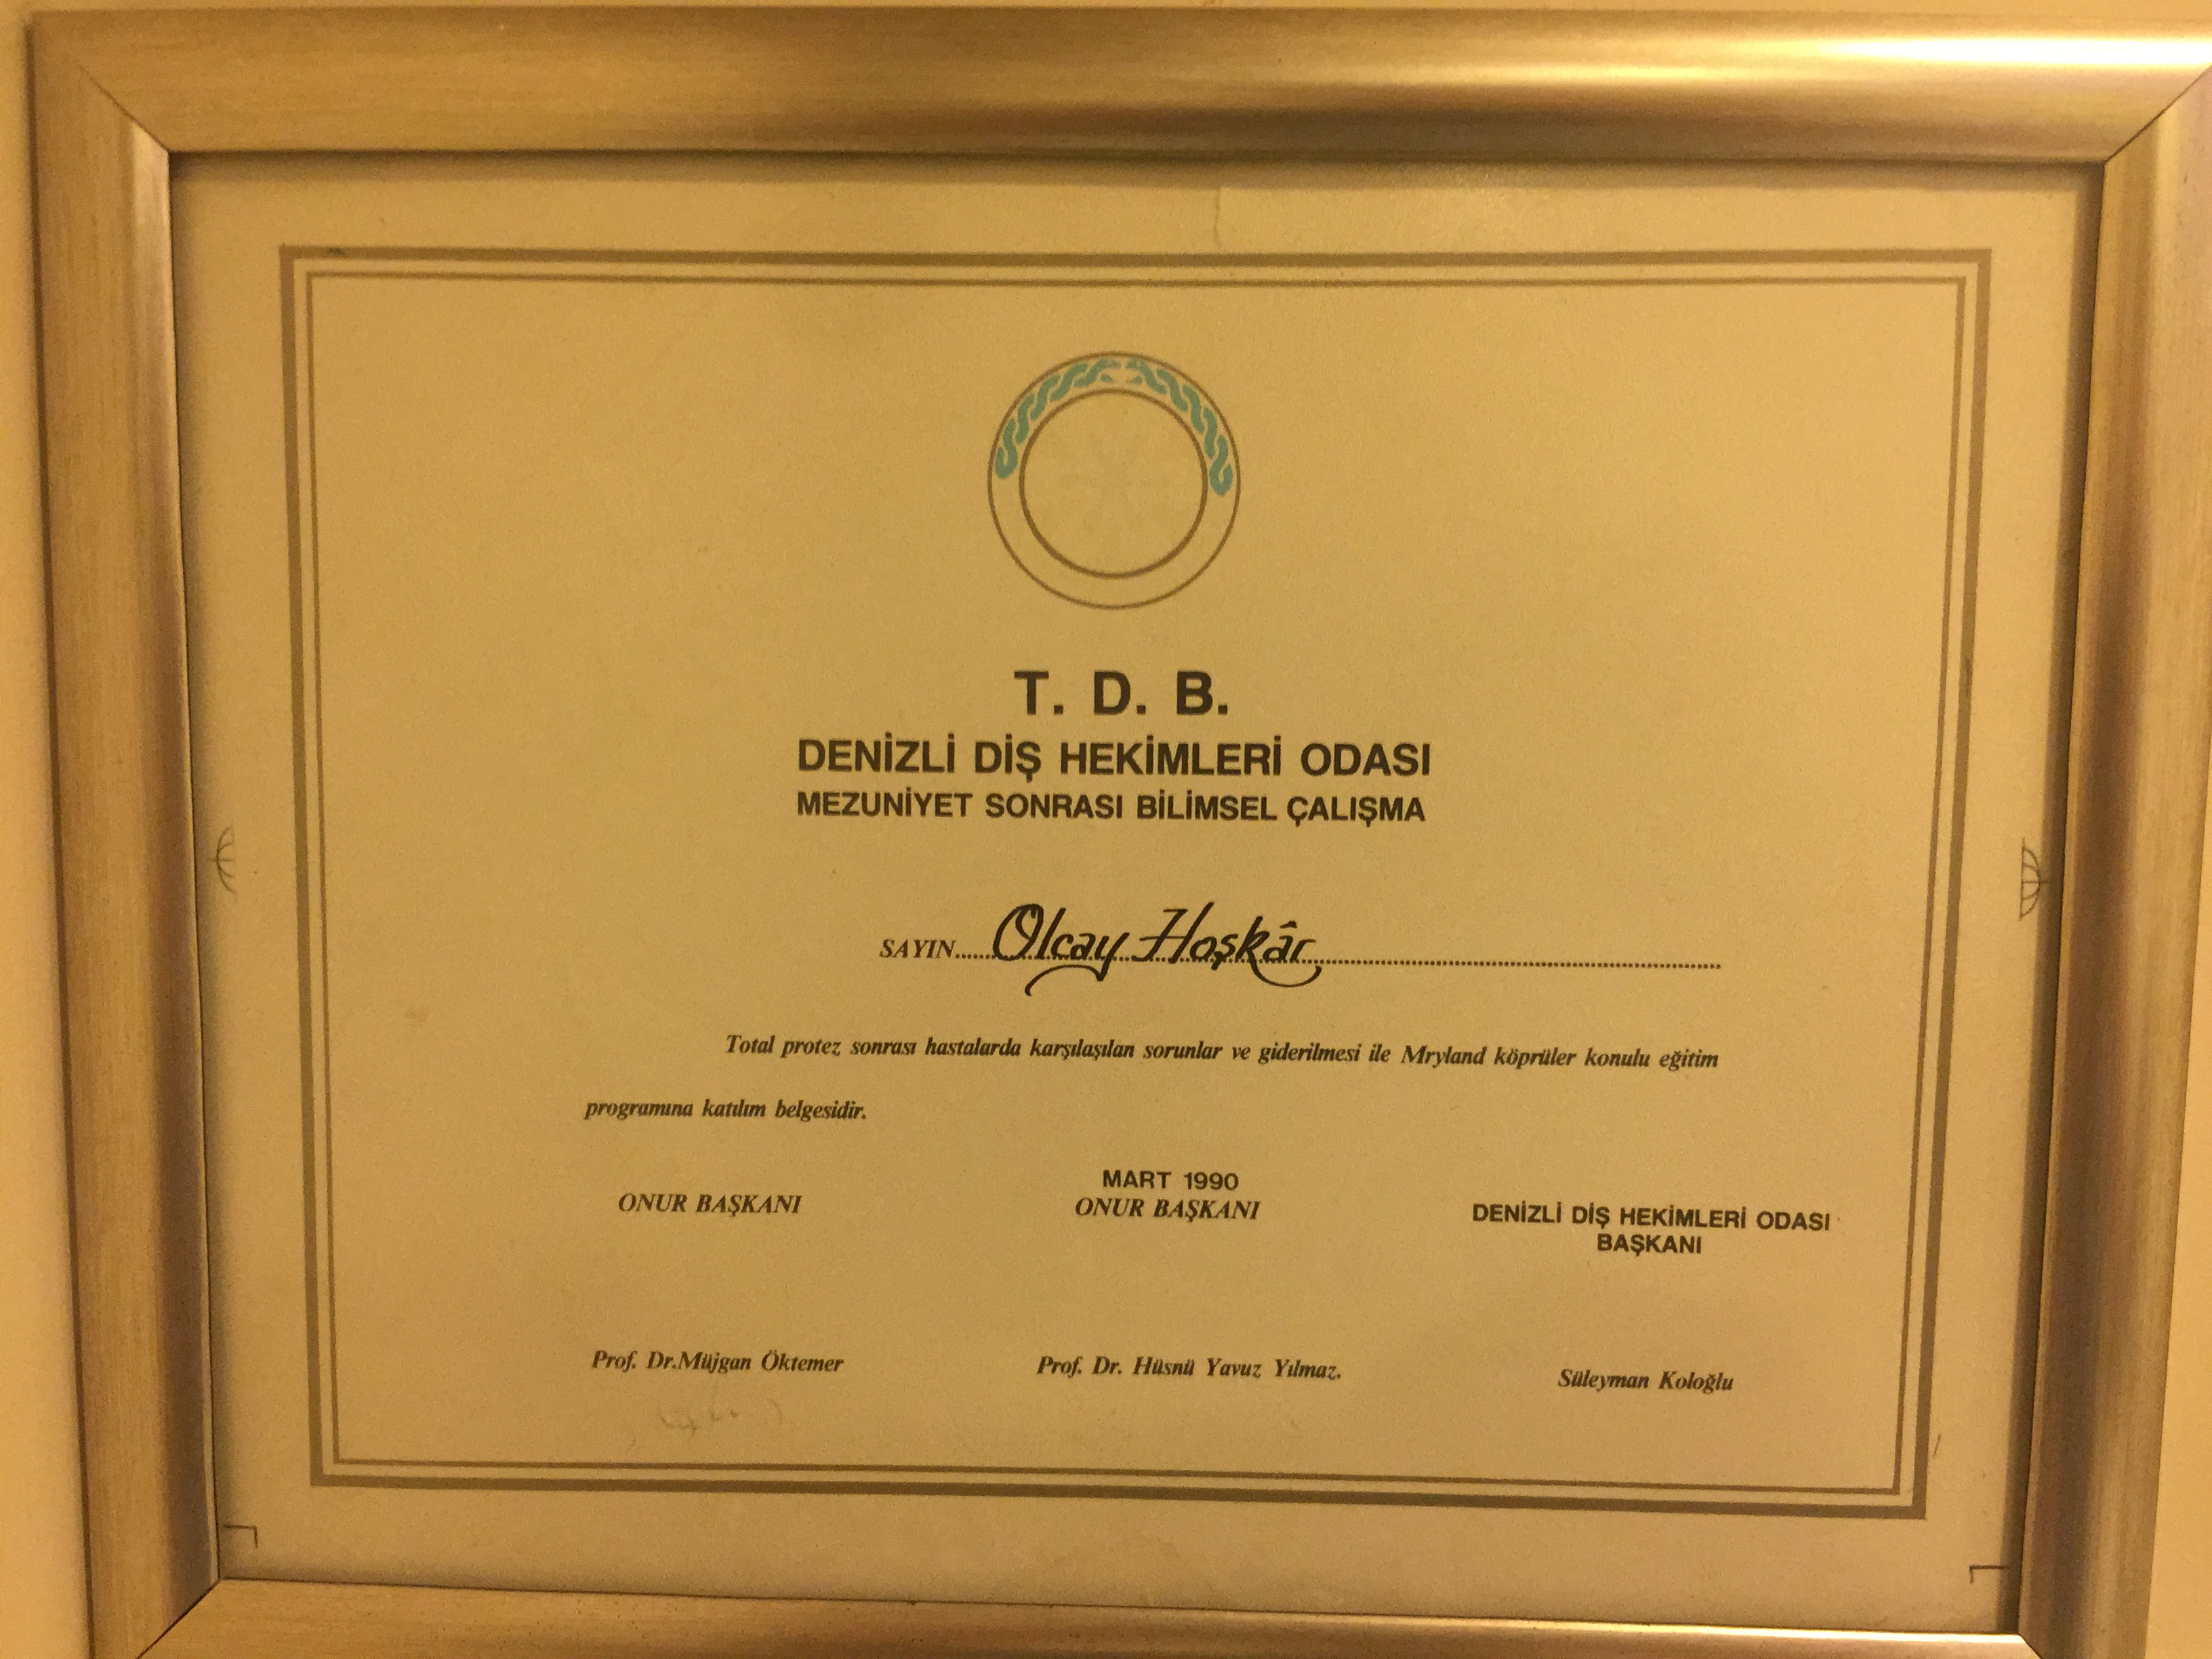 T. D. B.
DENİZLİ DİŞ HEKİMLERİ ODASI
MEZUNİYET SONRASI BİLİMSEL ÇALIŞMA
SAYIN......Olcay Hoşkâr......
Total protez sonrası hastalarda karşılaşılan sorunlar ve giderilmesi ile Mryland köprüler konulu eğitim
programına katılım belgesidir.
MART 1990
ONUR BAŞKANI ONUR BAŞKANI DENİZLİ DİŞ HEKİMLERİ ODASI
BAŞKANI
Prof. Dr.Müjgan Öktemer Prof. Dr. Hüsnü Yavuz Yılmaz. Süleyman Koloğlu